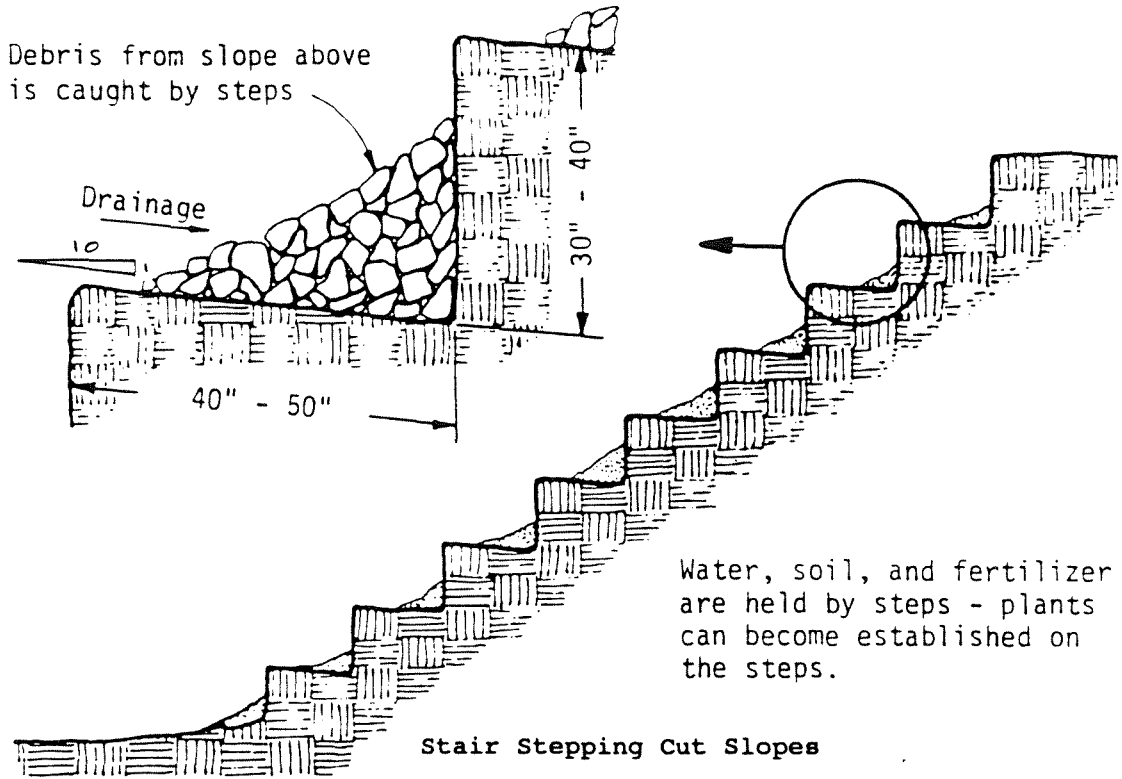 Debris from slope above
is caught by steps
Drainage
10
30" - 40"
40" - 50"
Water, soil, and fertilizer
are held by steps - plants
can become established on
the steps.
Stair Stepping Cut Slopes